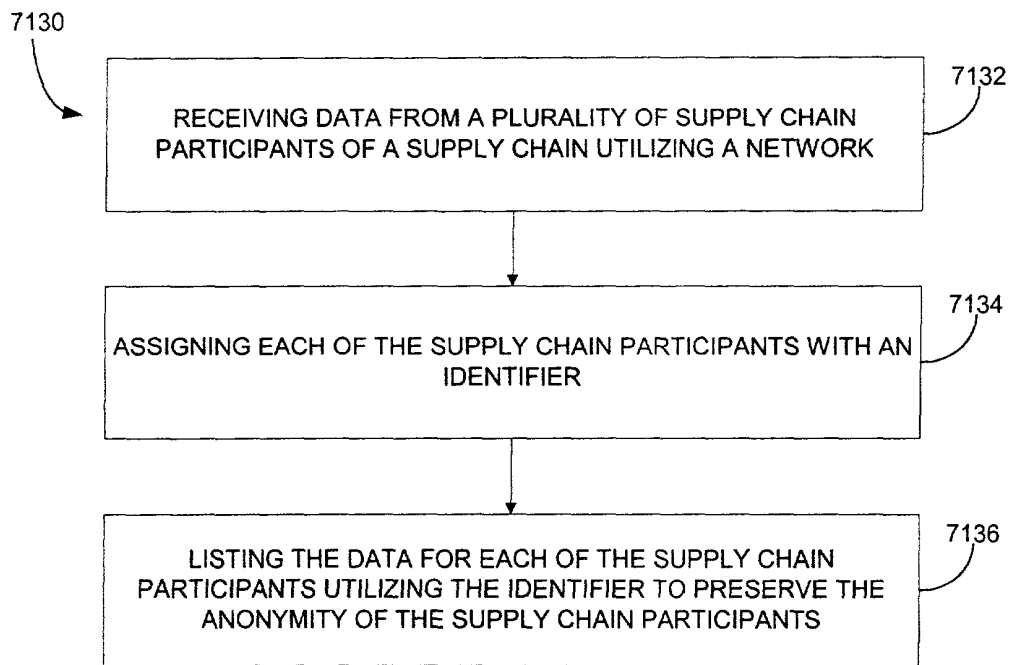 7130
7132
RECEIVING DATA FROM A PLURALITY OF SUPPLY CHAIN
PARTICIPANTS OF A SUPPLY CHAIN UTILIZING A NETWORK
7134
ASSIGNING EACH OF THE SUPPLY CHAIN PARTICIPANTS WITH AN
IDENTIFIER
7136
LISTING THE DATA FOR EACH OF THE SUPPLY CHAIN
PARTICIPANTS UTILIZING THE IDENTIFIER TO PRESERVE THE
ANONYMITY OF THE SUPPLY CHAIN PARTICIPANTS